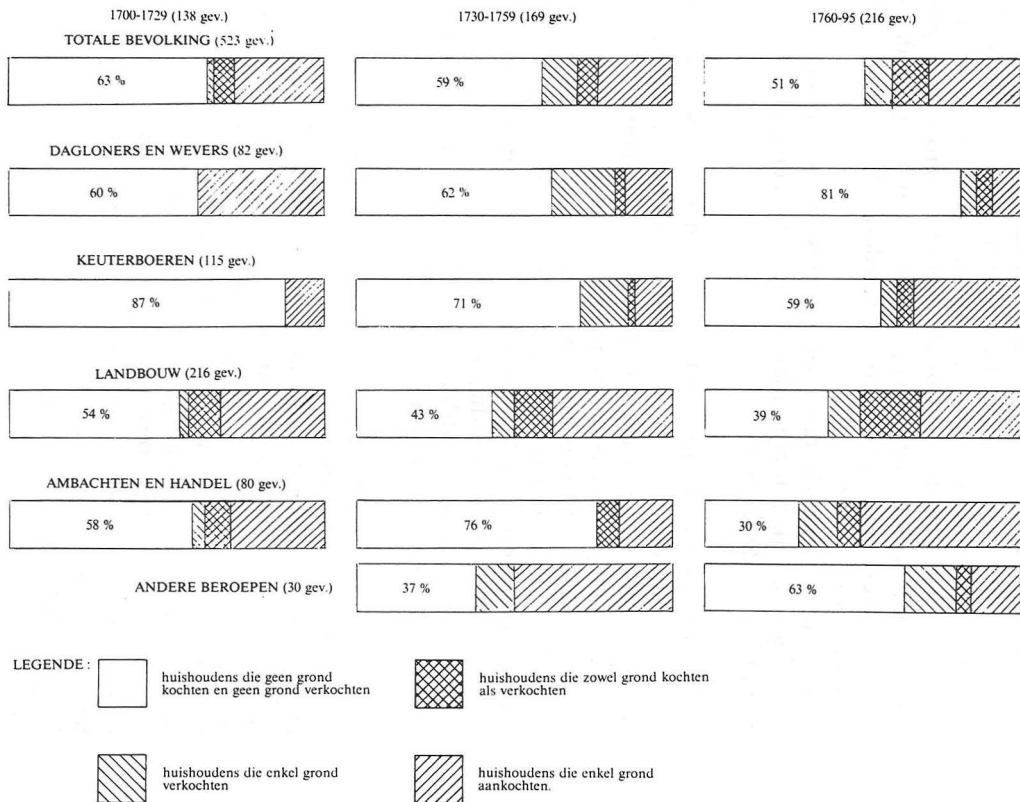 1700-1729 (138 gev.) 1730-1759 (169 gev.) 1760-95 (216 gev.)
TOTALE BEVOLKING (523 gev.)
63 % 59 % 51 %
DAGLONERS EN WEVERS (82 gev.)
60 % 62 % 81 %
KEUTERBOEREN (115 gev.)
87 % 71 % 59 %
LANDBOUW (216 gev.)
54 % 43 % 39 %
AMBACHTEN EN HANDEL (80 gev.)
58 % 76 % 30 %
ANDERE BEROEPEN (30 gev.) 37 % 63 %
LEGENDE :
huishoudens die geen grond
kochten en geen grond verkochten
huishoudens die zowel grond kochten
als verkochten
huishoudens die enkel grond
verkochten
huishoudens die enkel grond
aankochten.